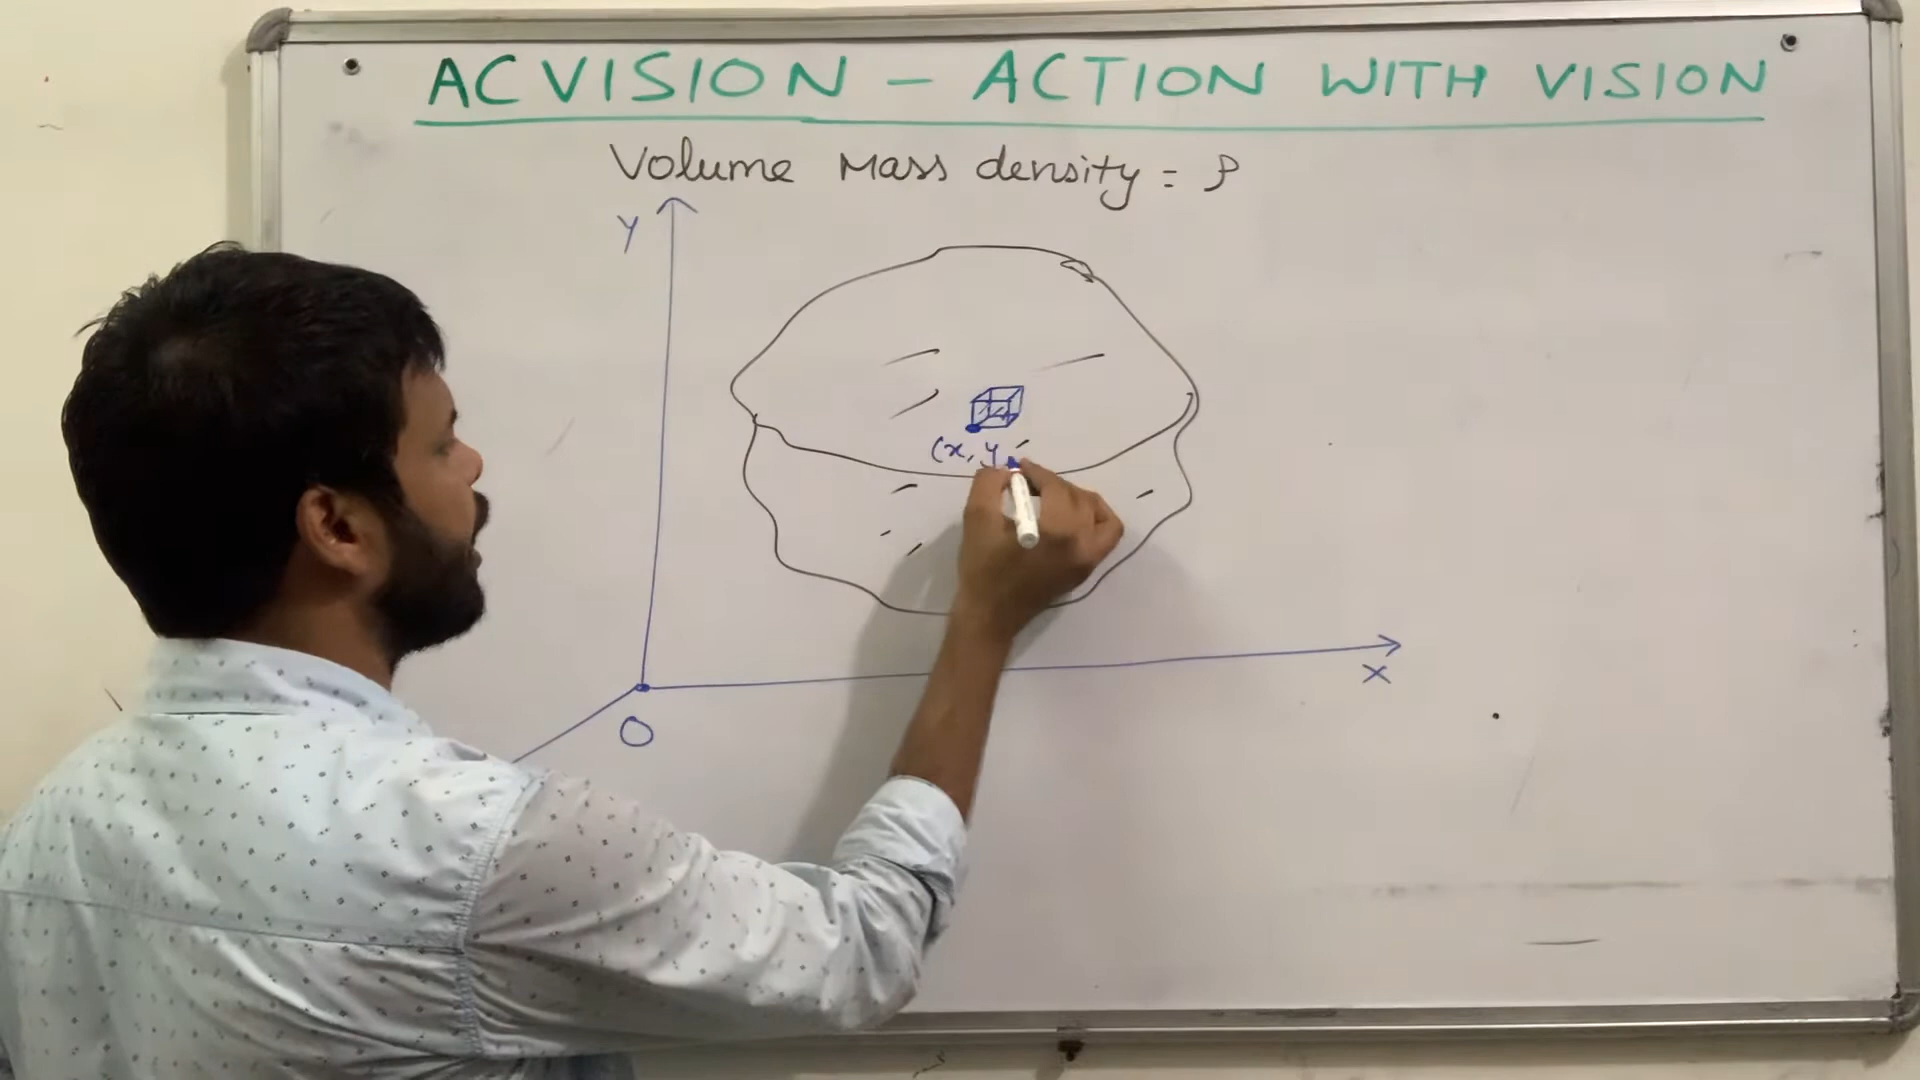 ACVISION – ACTION WITH VISION
Volume Mass density = ρ
Y
(x, y,
X
O